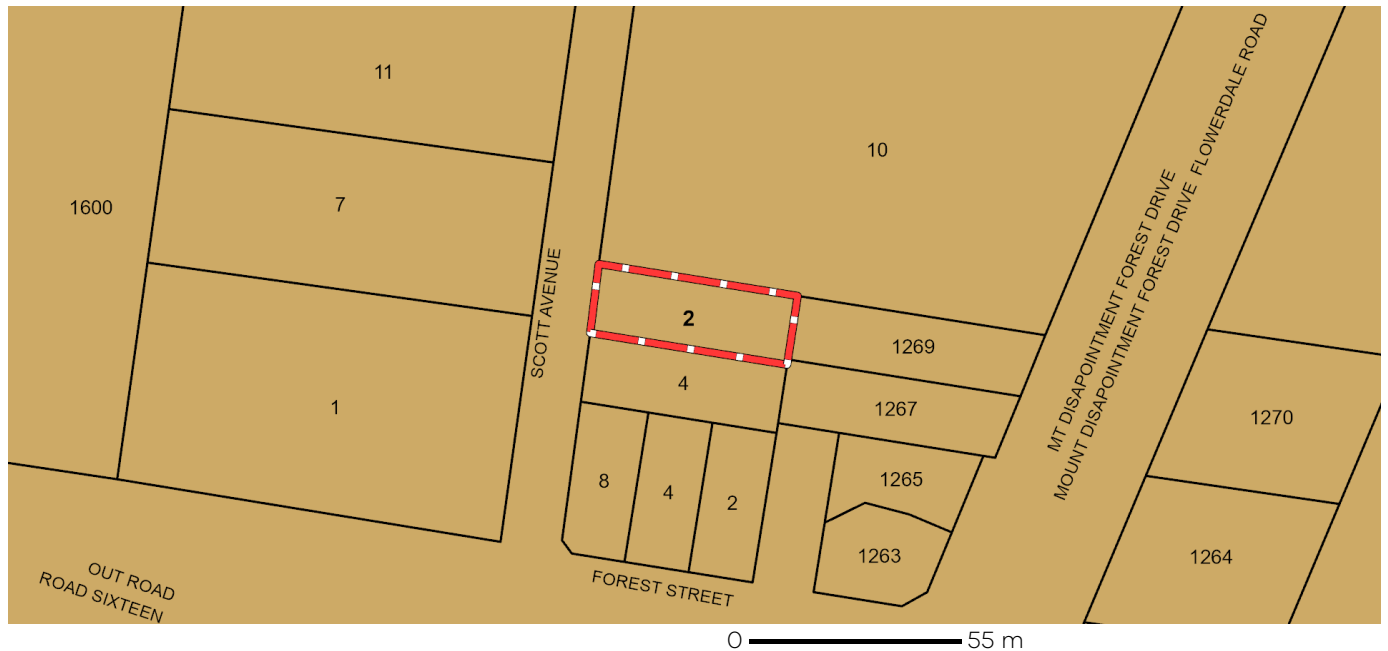 11
10
7
1600
SCOTT AVENUE
2
1269
4
1267
1
MT DISAPOINTMENT FOREST DRIVE
MOUNT DISAPPOINTMENT FOREST DRIVE FLOWERDALE ROAD
1270
8
4
2
1265
1263
1264
OUT ROAD
ROAD SIXTEEN
FOREST STREET
0 55 m